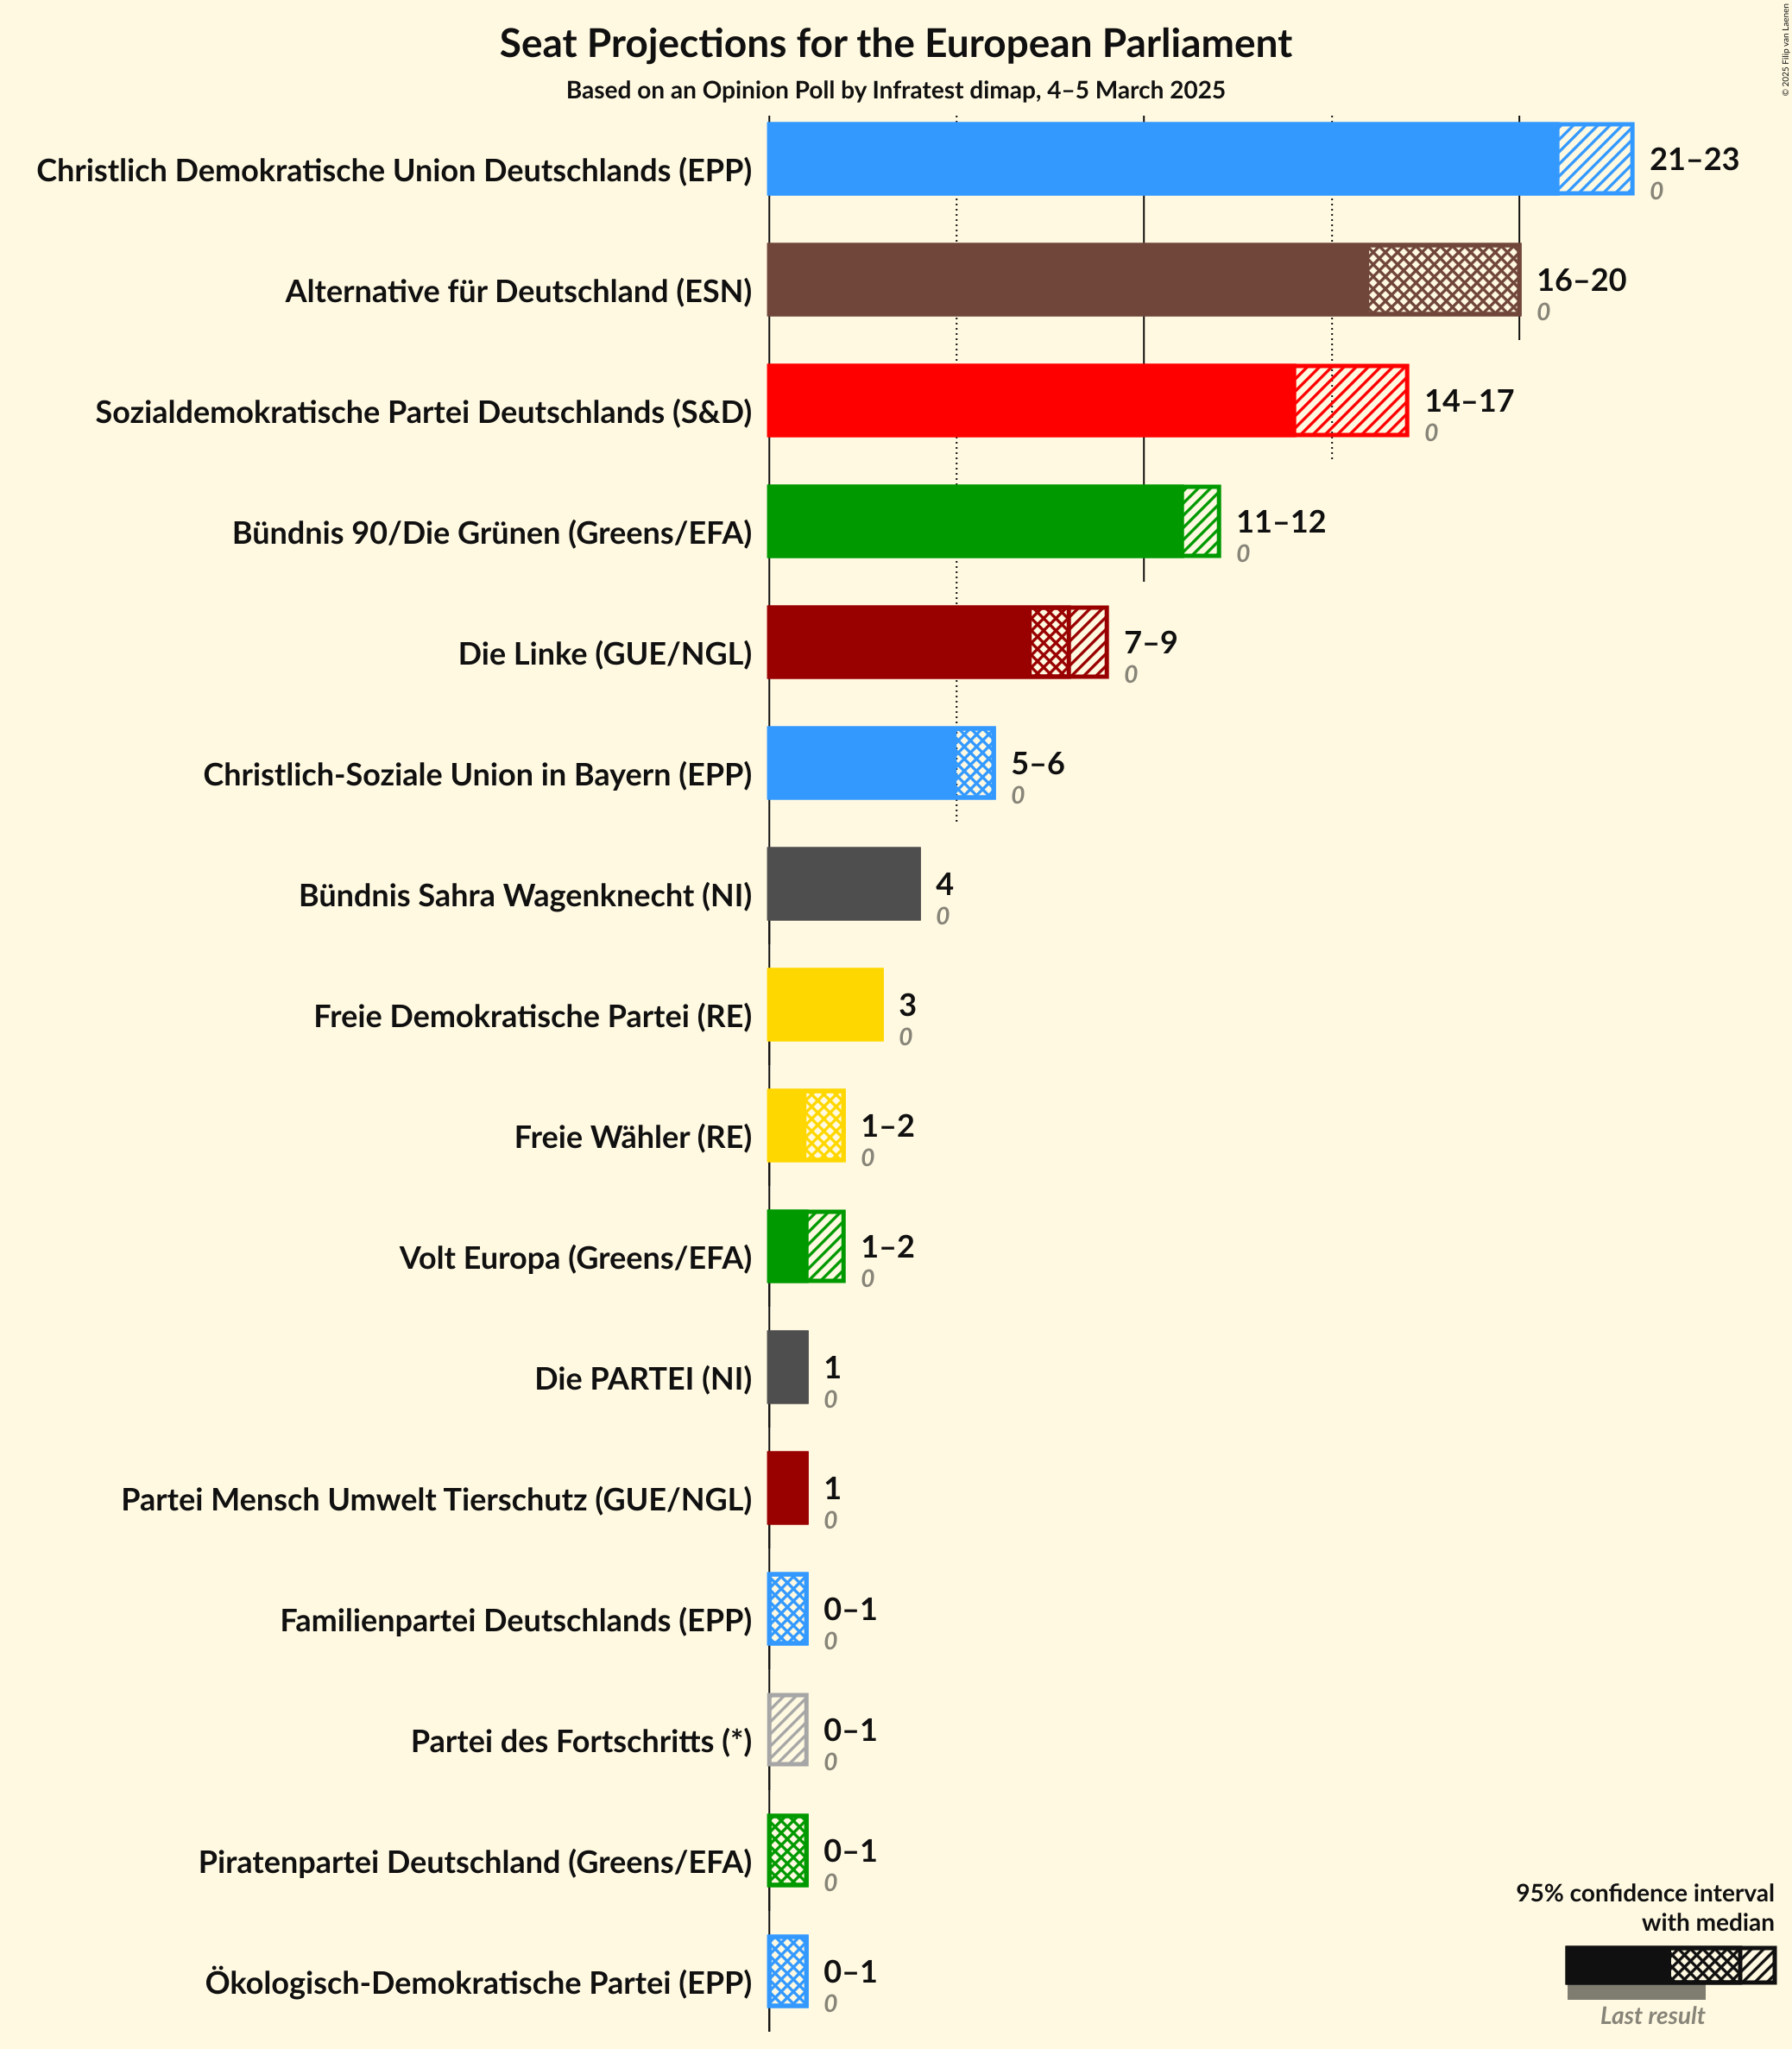 Seat Projections for the European Parliament
Based on an Opinion Poll by Infratest dimap, 4–5 March 2025
© 2025 Filip van Laenen
Christlich Demokratische Union Deutschlands (EPP)
21–23
0
Alternative für Deutschland (ESN)
16–20
0
Sozialdemokratische Partei Deutschlands (S&D)
14–17
0
Bündnis 90/Die Grünen (Greens/EFA)
11–12
0
Die Linke (GUE/NGL)
7–9
0
Christlich-Soziale Union in Bayern (EPP)
5–6
0
Bündnis Sahra Wagenknecht (NI)
4
0
Freie Demokratische Partei (RE)
3
0
Freie Wähler (RE)
1–2
0
Volt Europa (Greens/EFA)
1–2
0
Die PARTEI (NI)
1
0
Partei Mensch Umwelt Tierschutz (GUE/NGL)
1
0
Familienpartei Deutschlands (EPP)
0–1
0
Partei des Fortschritts (*)
0–1
0
Piratenpartei Deutschland (Greens/EFA)
0–1
0
Ökologisch-Demokratische Partei (EPP)
0–1
0
95% confidence interval
with median
Last result